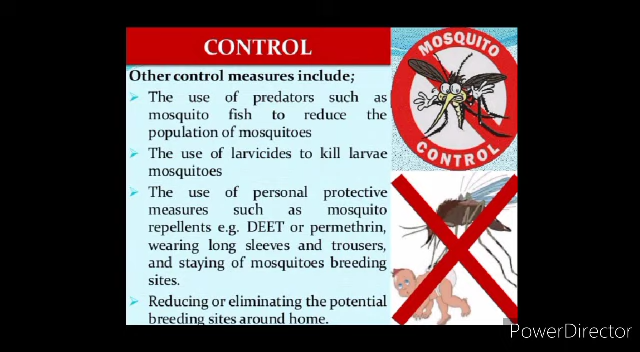 CONTROL
Other control measures include;
The use of predators such as
mosquito fish to reduce the
population of mosquitoes
The use of larvicides to kill larvae
mosquitoes
The use of personal protective
measures such as mosquito
repellents e.g. DEET or permethrin,
wearing long sleeves and trousers,
and staying of mosquitoes breeding
sites.
Reducing or eliminating the potential
breeding sites around home.
MOSQUITO
CONTROL
PowerDirector